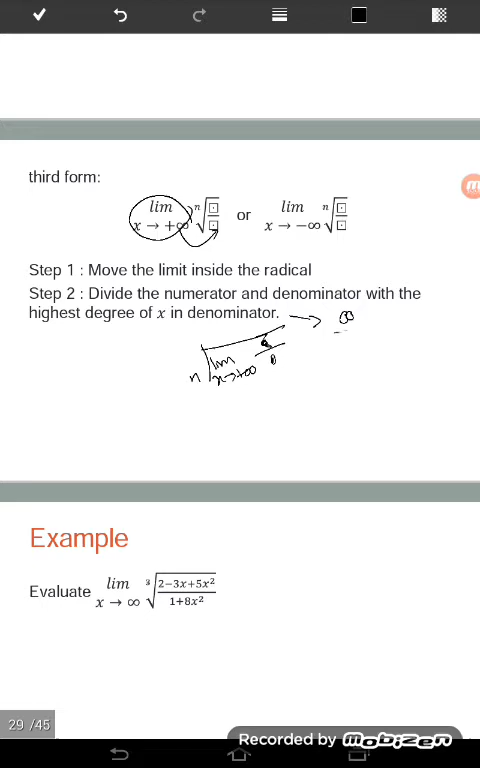 third form:
lim x → +∞ ⁿ√(□/□) or lim x → −∞ ⁿ√(□/□)
Step 1 : Move the limit inside the radical
Step 2 : Divide the numerator and denominator with the
highest degree of x in denominator. → ∞
n √ lim x→+∞
Example
Evaluate lim x → ∞ ³√((2−3x+5x²)/(1+8x²))
29 /45
Recorded by mobizen